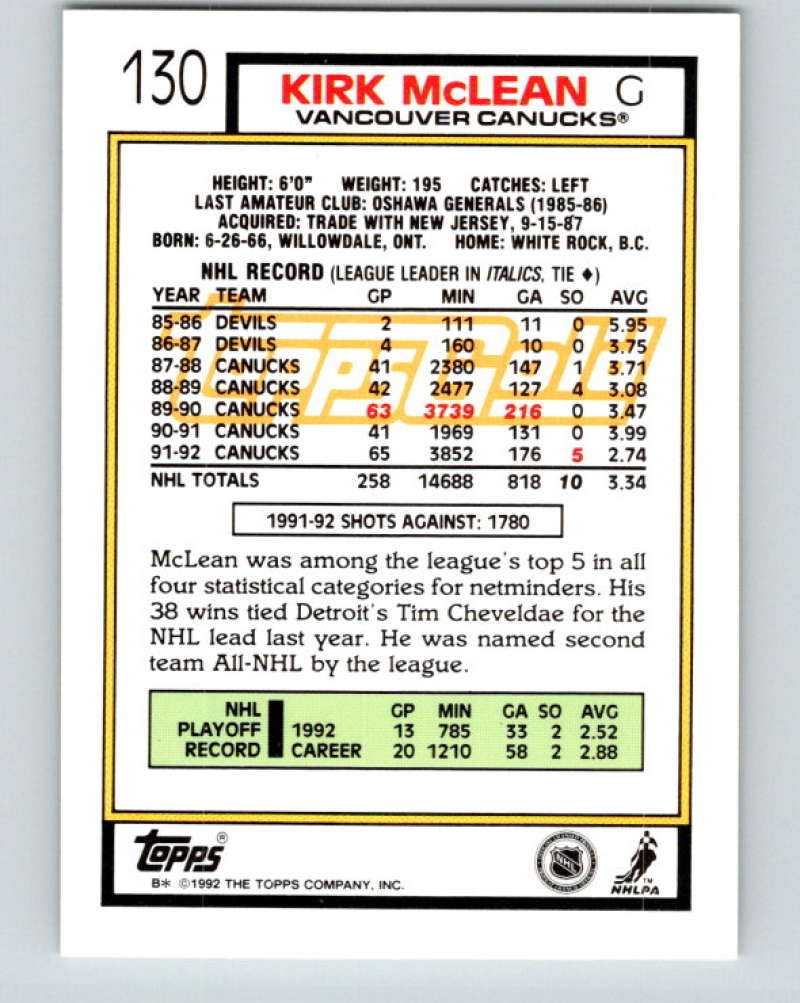 130
KIRK McLEAN G
VANCOUVER CANUCKS®
HEIGHT: 6'0" WEIGHT: 195 CATCHES: LEFT
LAST AMATEUR CLUB: OSHAWA GENERALS (1985-86)
ACQUIRED: TRADE WITH NEW JERSEY, 9-15-87
BORN: 6-26-66, WILLOWDALE, ONT. HOME: WHITE ROCK, B.C.
NHL RECORD (LEAGUE LEADER IN ITALICS, TIE ♦)
YEAR TEAM GP MIN GA SO AVG
85-86 DEVILS 2 111 11 0 5.95
86-87 DEVILS 4 160 10 0 3.75
87-88 CANUCKS 41 2380 147 1 3.71
88-89 CANUCKS 42 2477 127 4 3.08
89-90 CANUCKS 63 3739 216 0 3.47
90-91 CANUCKS 41 1969 131 0 3.99
91-92 CANUCKS 65 3852 176 5 2.74
NHL TOTALS 258 14688 818 10 3.34
Topps Gold
1991-92 SHOTS AGAINST: 1780
McLean was among the league's top 5 in all
four statistical categories for netminders. His
38 wins tied Detroit's Tim Cheveldae for the
NHL lead last year. He was named second
team All-NHL by the league.
NHL GP MIN GA SO AVG
PLAYOFF 1992 13 785 33 2 2.52
RECORD CAREER 20 1210 58 2 2.88
Topps®
B* ©1992 THE TOPPS COMPANY, INC.
NHL
™
NHLPA